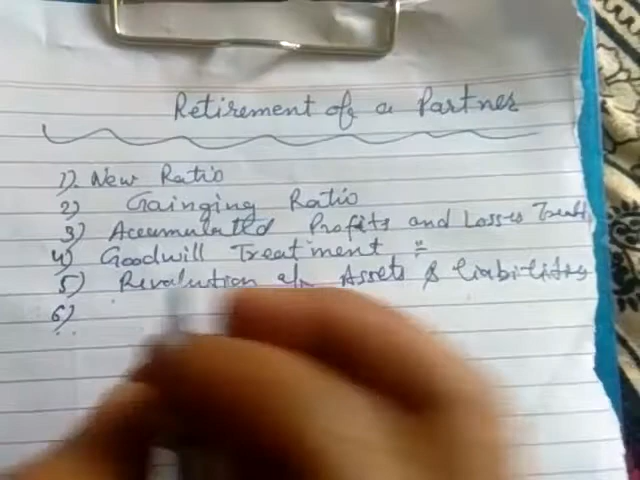 Retirement of a Partner
1). New Ratio
2) Gainging Ratio
3) Accumulated Profits and Losses Treat
4) Goodwill Treatment :-
5) Revaluation of Assets & liabilities
6)